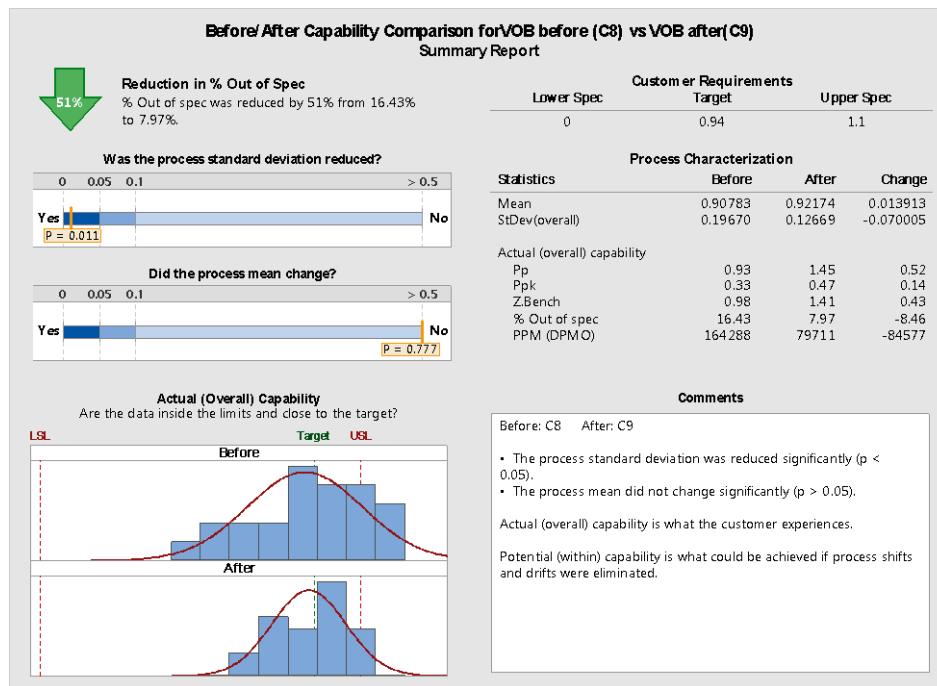 Before/After Capability Comparison forVOB before (C8) vs VOB after(C9)
Summary Report
51%
Reduction in % Out of Spec
% Out of spec was reduced by 51% from 16.43%
to 7.97%.
Customer Requirements
Lower Spec Target Upper Spec
0 0.94 1.1
Was the process standard deviation reduced?
0 0.05 0.1 > 0.5
Yes No
P = 0.011
Did the process mean change?
0 0.05 0.1 > 0.5
Yes No
P = 0.777
Process Characterization
Statistics Before After Change
Mean 0.90783 0.92174 0.013913
StDev(overall) 0.19670 0.12669 -0.070005
Actual (overall) capability
Pp 0.93 1.45 0.52
Ppk 0.33 0.47 0.14
Z.Bench 0.98 1.41 0.43
% Out of spec 16.43 7.97 -8.46
PPM (DPMO) 164288 79711 -84577
Actual (Overall) Capability
Are the data inside the limits and close to the target?
LSL Target USL
Before
After
Comments
Before: C8 After: C9
• The process standard deviation was reduced significantly (p <
0.05).
• The process mean did not change significantly (p > 0.05).
Actual (overall) capability is what the customer experiences.
Potential (within) capability is what could be achieved if process shifts
and drifts were eliminated.